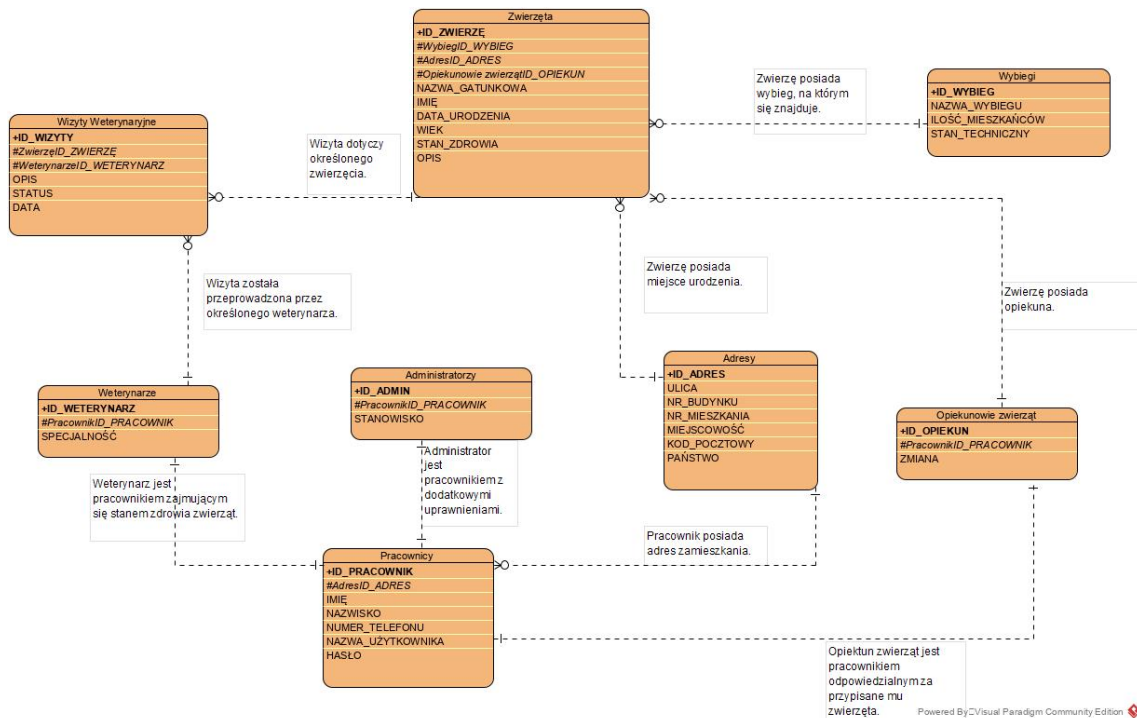 Zwierzęta
+ID_ZWIERZĘ
#WybiegID_WYBIEG
#AdresID_ADRES
#Opiekunowie zwierzątID_OPIEKUN
NAZWA_GATUNKOWA
IMIĘ
DATA_URODZENIA
WIEK
STAN_ZDROWIA
OPIS
Zwierzę posiada
wybieg, na którym
się znajduje.
Wybiegi
+ID_WYBIEG
NAZWA_WYBIEGU
ILOŚĆ_MIESZKAŃCÓW
STAN_TECHNICZNY
Wizyty Weterynaryjne
+ID_WIZYTY
#ZwierzęID_ZWIERZĘ
#WeterynarzeID_WETERYNARZ
OPIS
STATUS
DATA
Wizyta dotyczy
określonego
zwierzęcia.
Wizyta została
przeprowadzona przez
określonego weterynarza.
Zwierzę posiada
miejsce urodzenia.
Zwierzę posiada
opiekuna.
Weterynarze
+ID_WETERYNARZ
#PracownikID_PRACOWNIK
SPECJALNOŚĆ
Administratorzy
+ID_ADMIN
#PracownikID_PRACOWNIK
STANOWISKO
Adresy
+ID_ADRES
ULICA
NR_BUDYNKU
NR_MIESZKANIA
MIEJSCOWOŚĆ
KOD_POCZTOWY
PAŃSTWO
Opiekunowie zwierząt
+ID_OPIEKUN
#PracownikID_PRACOWNIK
ZMIANA
Weterynarz jest
pracownikiem zajmującym
się stanem zdrowia zwierząt.
Administrator
jest
pracownikiem z
dodatkowymi
uprawnieniami.
Pracownik posiada
adres zamieszkania.
Pracownicy
+ID_PRACOWNIK
#AdresID_ADRES
IMIĘ
NAZWISKO
NUMER_TELEFONU
NAZWA_UŻYTKOWNIKA
HASŁO
Opiektun zwierząt jest
pracownikiem
odpowiedzialnym za
przypisane mu
zwierzęta.
Powered By Visual Paradigm Community Edition